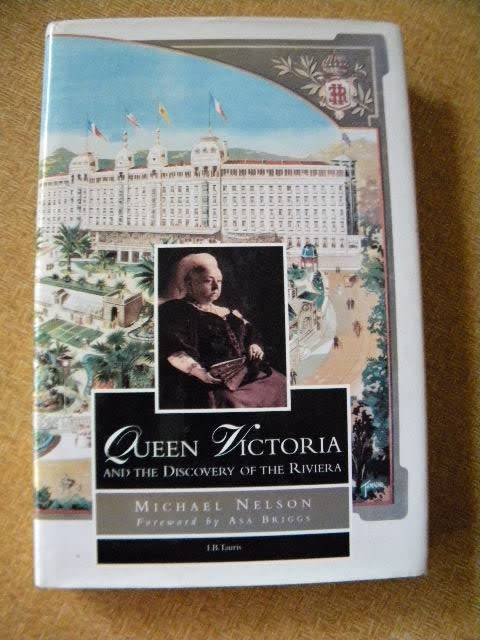 QUEEN VICTORIA
AND THE DISCOVERY OF THE RIVIERA
MICHAEL NELSON
Foreword by ASA BRIGGS
I.B.Tauris